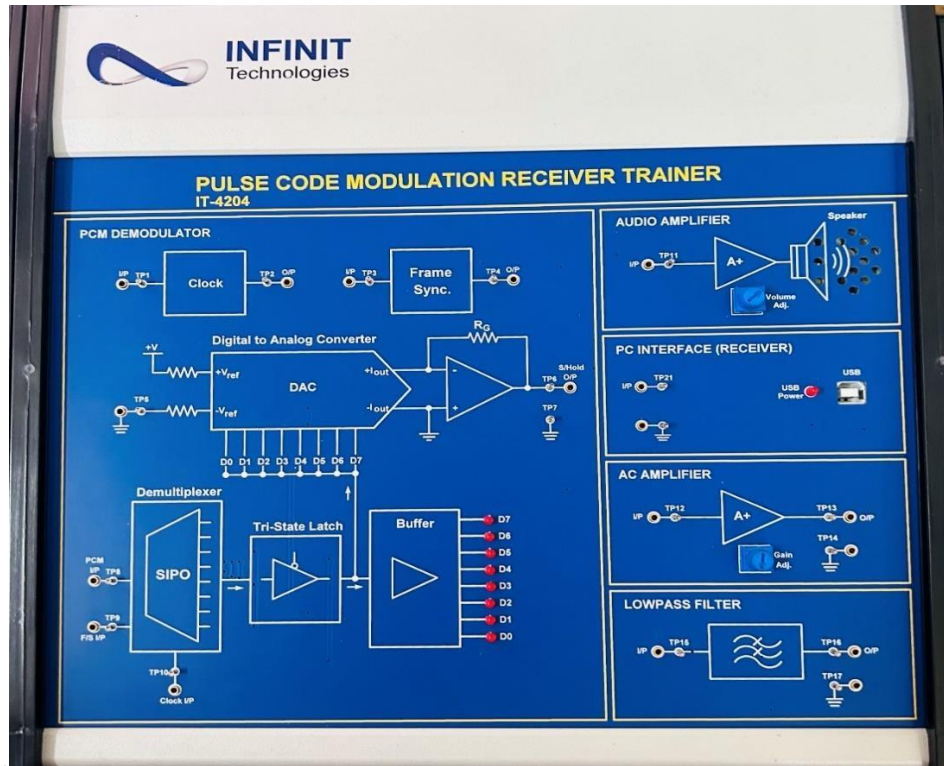 INFINIT
Technologies
PULSE CODE MODULATION RECEIVER TRAINER
IT-4204
PCM DEMODULATOR
I/P TP1
Clock
TP2 O/P
I/P TP3
Frame
Sync.
TP4 O/P
Digital to Analog Converter
+V
+Vref
DAC
+Iout
RG
-
+
S/Hold
TP6 O/P
TP5
-Vref
-Iout
TP7
D0 D1 D2 D3 D4 D5 D6 D7
Demultiplexer
SIPO
PCM
I/P TP8
TP9
F/S I/P
TP10
Clock I/P
Tri-State Latch
Buffer
D7
D6
D5
D4
D3
D2
D1
D0
AUDIO AMPLIFIER
Speaker
I/P TP11
A+
Volume
Adj.
PC INTERFACE (RECEIVER)
I/P TP21
USB
Power
USB
AC AMPLIFIER
I/P TP12
A+
TP13 O/P
TP14
Gain
Adj.
LOWPASS FILTER
I/P TP15
TP16 O/P
TP17